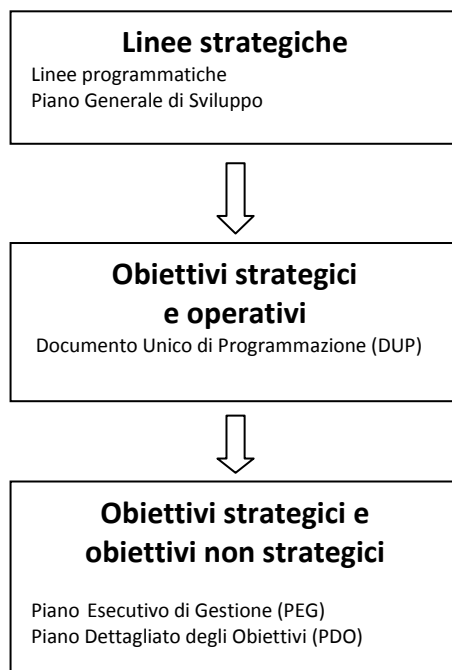 Linee strategiche
Linee programmatiche
Piano Generale di Sviluppo
Obiettivi strategici
e operativi
Documento Unico di Programmazione (DUP)
Obiettivi strategici e
obiettivi non strategici
Piano Esecutivo di Gestione (PEG)
Piano Dettagliato degli Obiettivi (PDO)